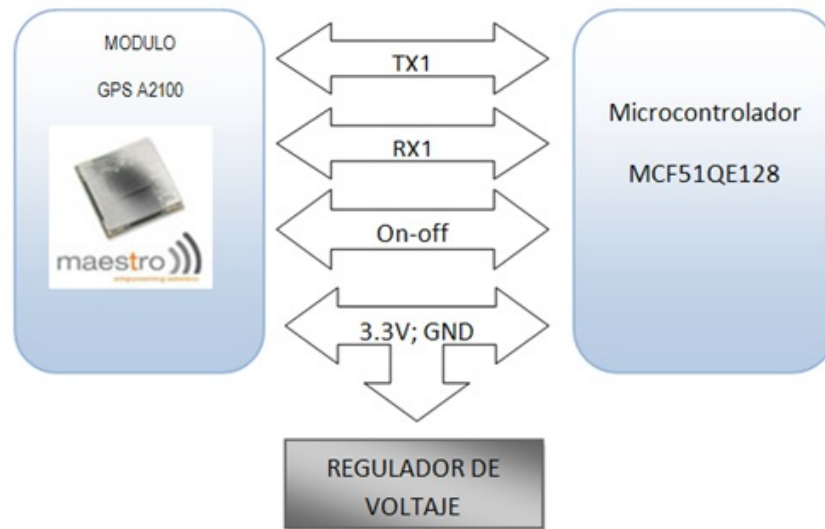 MODULO
GPS A2100
maestro
TX1
RX1
On-off
3.3V; GND
Microcontrolador
MCF51QE128
REGULADOR DE
VOLTAJE